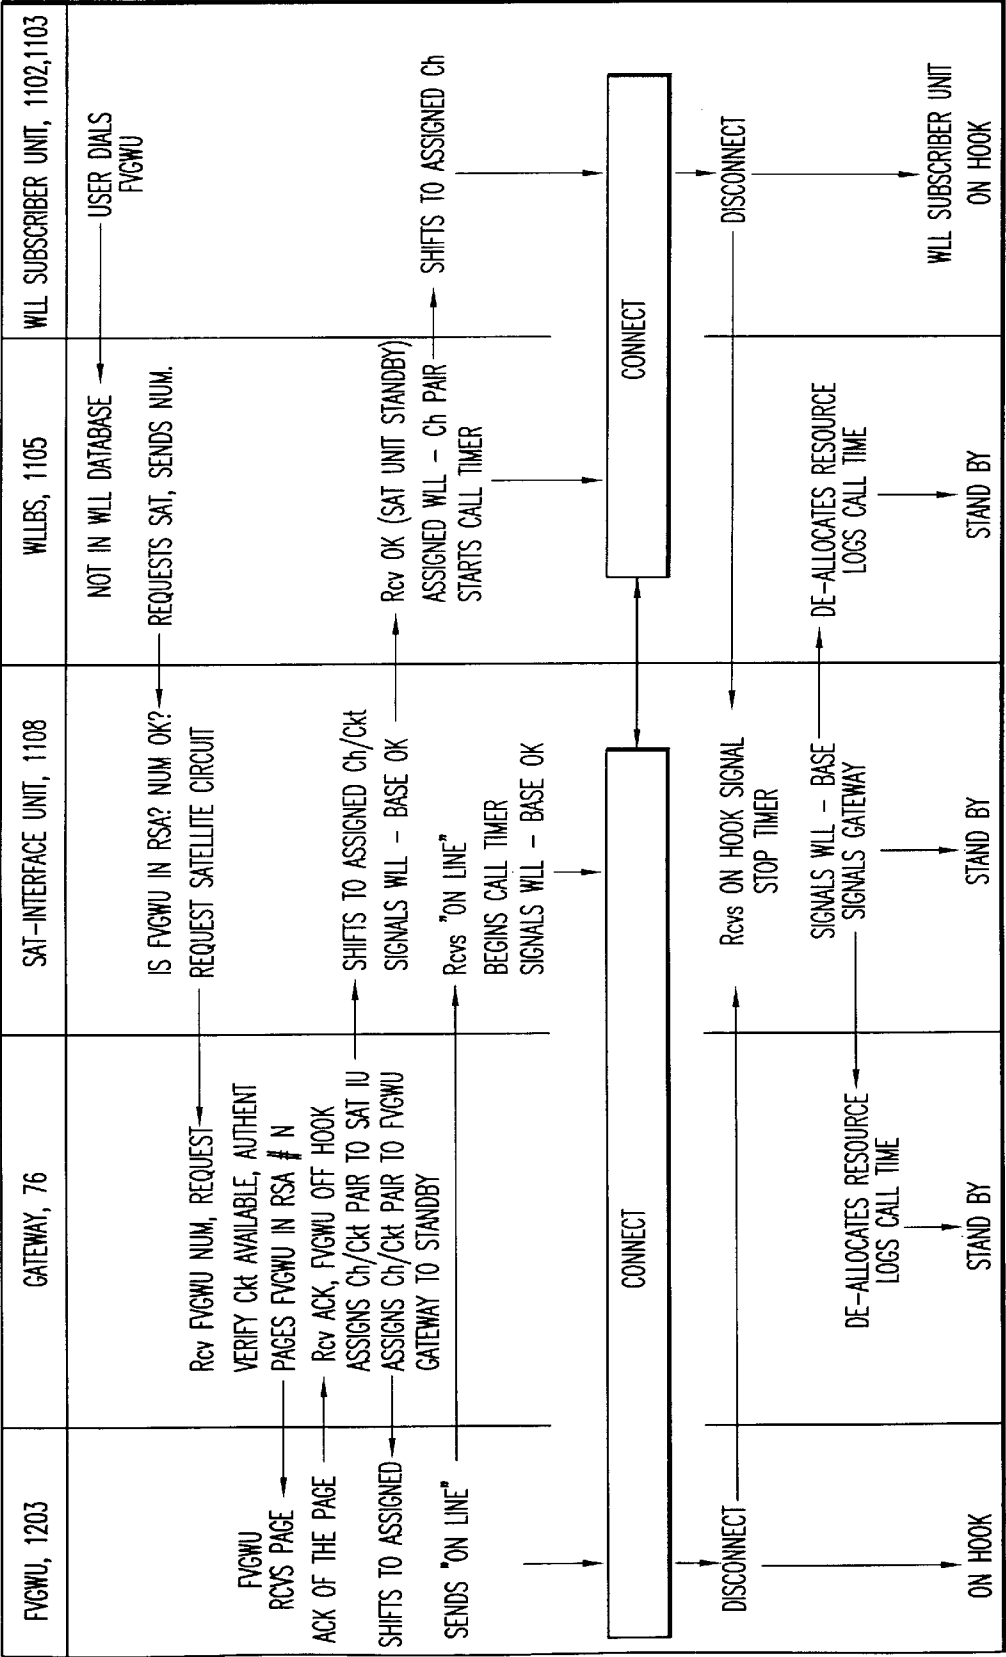 FVGWU, 1203
GATEWAY, 76
SAT-INTERFACE UNIT, 1108
WLLBS, 1105
WLL SUBSCRIBER UNIT, 1102,1103
USER DIALS
FVGWU
NOT IN WLL DATABASE
REQUESTS SAT, SENDS NUM.
IS FVGWU IN RSA? NUM OK?
REQUEST SATELLITE CIRCUIT
Rcv FVGWU NUM, REQUEST
VERIFY Ckt AVAILABLE, AUTHENT
PAGES FVGWU IN RSA # N
FVGWU
RCVS PAGE
ACK OF THE PAGE
Rcv ACK, FVGWU OFF HOOK
ASSIGNS Ch/Ckt PAIR TO SAT IU
ASSIGNS Ch/Ckt PAIR TO FVGWU
GATEWAY TO STANDBY
SHIFTS TO ASSIGNED Ch/Ckt
SIGNALS WLL - BASE OK
Rcv OK (SAT UNIT STANDBY)
ASSIGNED WLL - Ch PAIR
STARTS CALL TIMER
SHIFTS TO ASSIGNED Ch
SHIFTS TO ASSIGNED
SENDS "ON LINE"
Rcvs "ON LINE"
BEGINS CALL TIMER
SIGNALS WLL - BASE OK
CONNECT
CONNECT
DISCONNECT
DISCONNECT
Rcvs ON HOOK SIGNAL
STOP TIMER
SIGNALS WLL - BASE
SIGNALS GATEWAY
DE-ALLOCATES RESOURCE
LOGS CALL TIME
DE-ALLOCATES RESOURCE
LOGS CALL TIME
ON HOOK
STAND BY
STAND BY
STAND BY
WLL SUBSCRIBER UNIT
ON HOOK